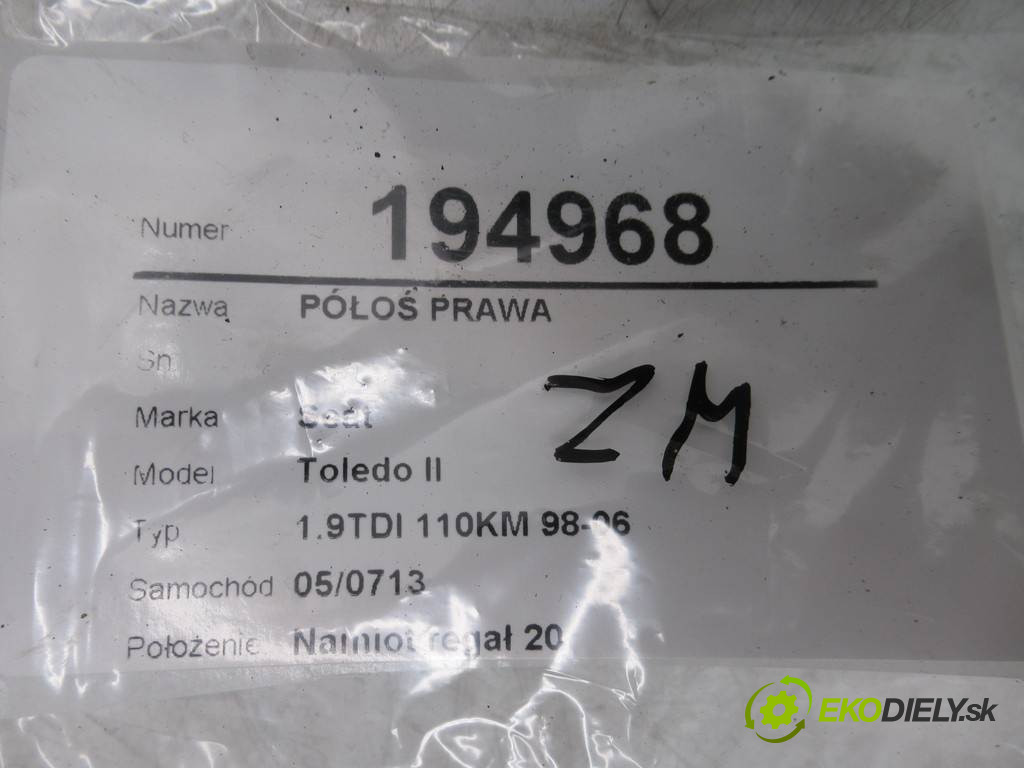 Numer 194968
Nazwa PÓŁOŚ PRAWA
Sn
Marka Seat
ZM
Model Toledo II
Typ 1.9TDI 110KM 98-06
Samochód 05/0713
Położenie Namiot regał 20
EKODIELY.sk